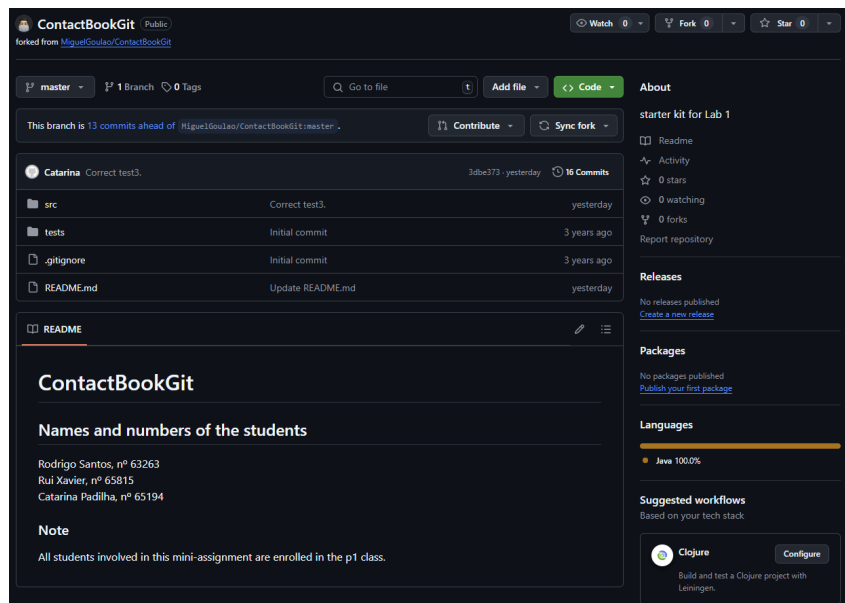 ContactBookGit Public
Watch 0 Fork 0 Star 0
forked from MiguelGoulao/ContactBookGit
master 1 Branch 0 Tags Go to file t Add file Code
This branch is 13 commits ahead of MiguelGoulao/ContactBookGit:master . Contribute Sync fork
Catarina Correct test3. 3dbe373 · yesterday 16 Commits
src Correct test3. yesterday
tests Initial commit 3 years ago
.gitignore Initial commit 3 years ago
README.md Update README.md yesterday
README
ContactBookGit
Names and numbers of the students
Rodrigo Santos, nº 63263
Rui Xavier, nº 65815
Catarina Padilha, nº 65194
Note
All students involved in this mini-assignment are enrolled in the p1 class.
About
starter kit for Lab 1
Readme
Activity
0 stars
0 watching
0 forks
Report repository
Releases
No releases published
Create a new release
Packages
No packages published
Publish your first package
Languages
Java 100.0%
Suggested workflows
Based on your tech stack
Clojure Configure
Build and test a Clojure project with
Leiningen.